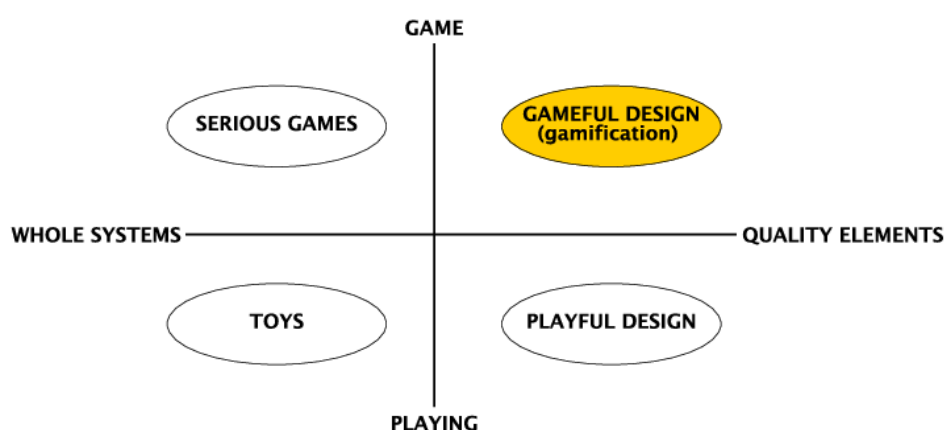 GAME
SERIOUS GAMES
GAMEFUL DESIGN
(gamification)
WHOLE SYSTEMS
QUALITY ELEMENTS
TOYS
PLAYFUL DESIGN
PLAYING